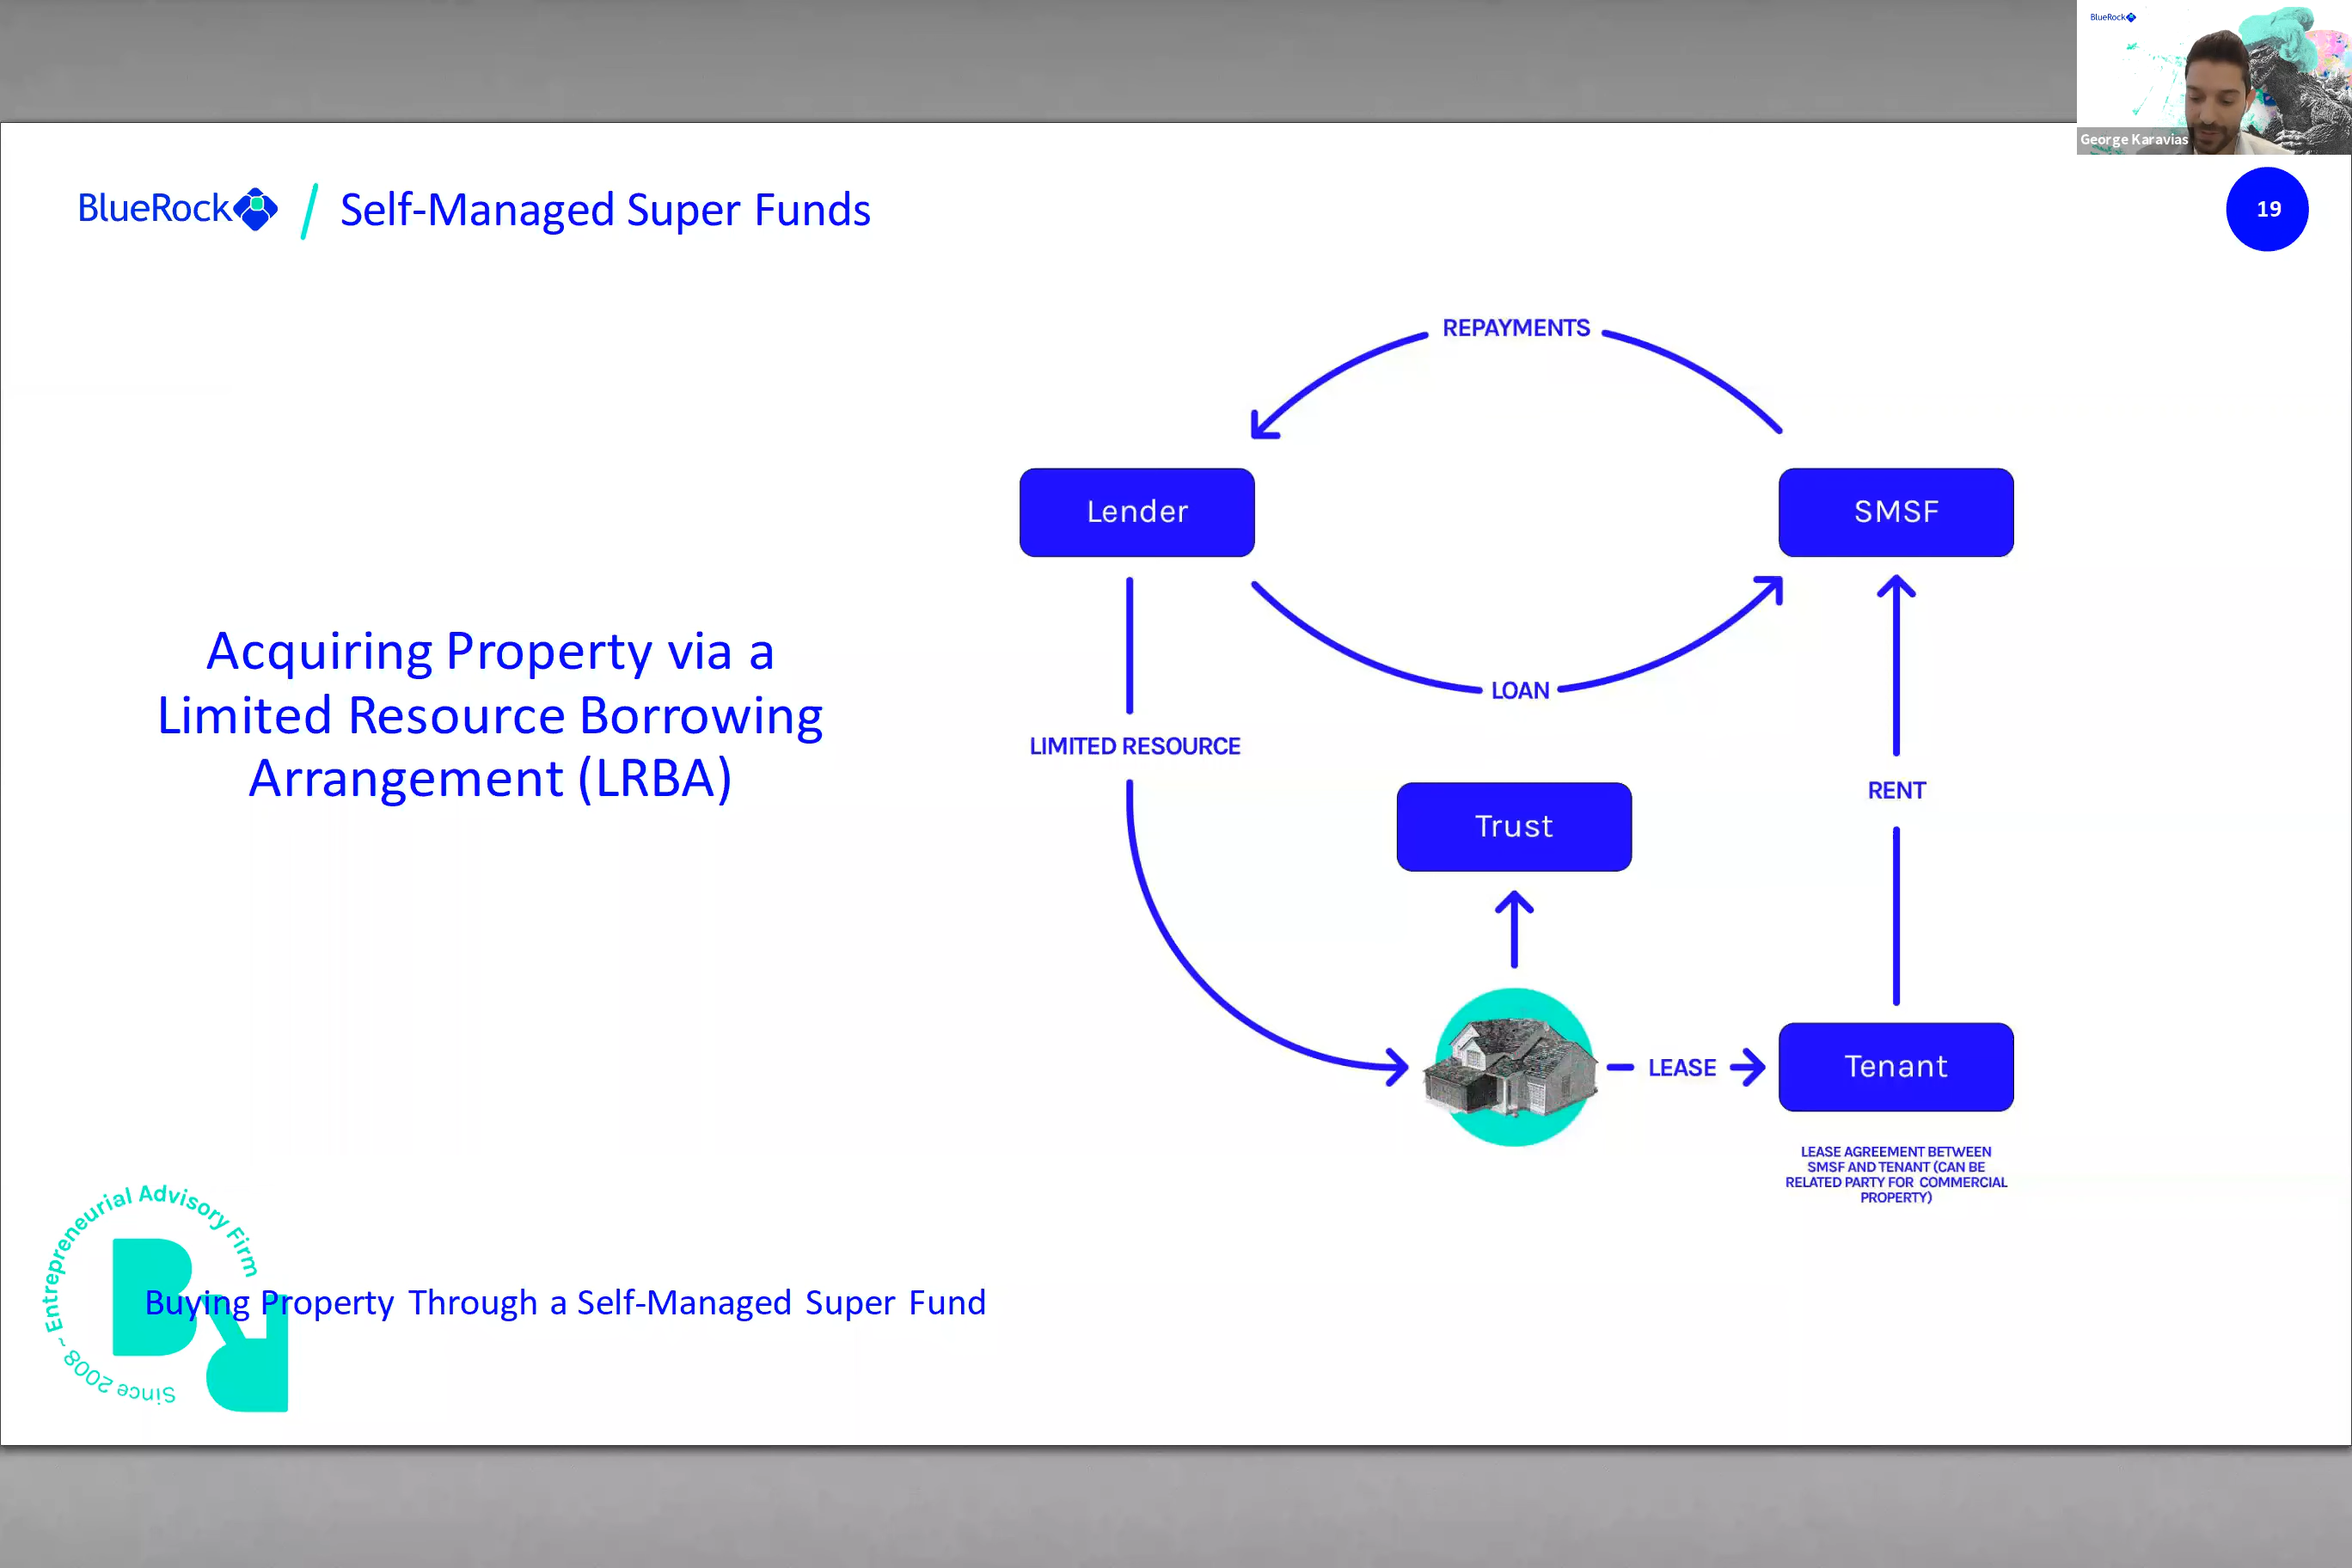 BlueRock
George Karavias
BlueRock / Self-Managed Super Funds
19
REPAYMENTS
Lender
SMSF
Acquiring Property via a
Limited Resource Borrowing
Arrangement (LRBA)
LOAN
LIMITED RESOURCE
RENT
Trust
LEASE
Tenant
LEASE AGREEMENT BETWEEN
SMSF AND TENANT (CAN BE
RELATED PARTY FOR COMMERCIAL
PROPERTY)
Since 2008 ~ Entrepreneurial Advisory Firm
BR
Buying Property Through a Self-Managed Super Fund